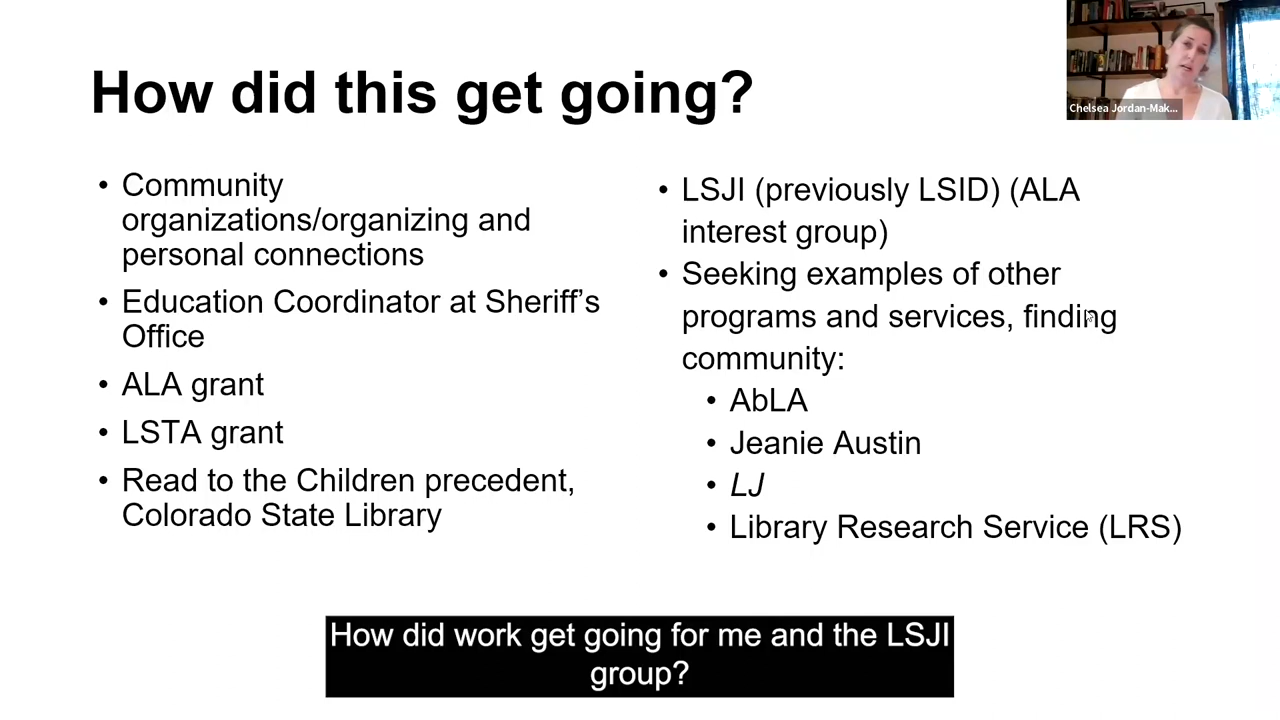 How did this get going?
Chelsea Jordan-Mak...
• Community
organizations/organizing and
personal connections
• Education Coordinator at Sheriff’s
Office
• ALA grant
• LSTA grant
• Read to the Children precedent,
Colorado State Library
• LSJI (previously LSID) (ALA
interest group)
• Seeking examples of other
programs and services, finding
community:
• AbLA
• Jeanie Austin
• LJ
• Library Research Service (LRS)
How did work get going for me and the LSJI
group?